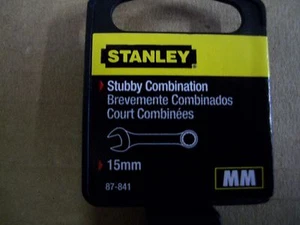 STANLEY
Stubby Combination
Brevemente Combinados
Court Combinées
15mm
87-841
MM